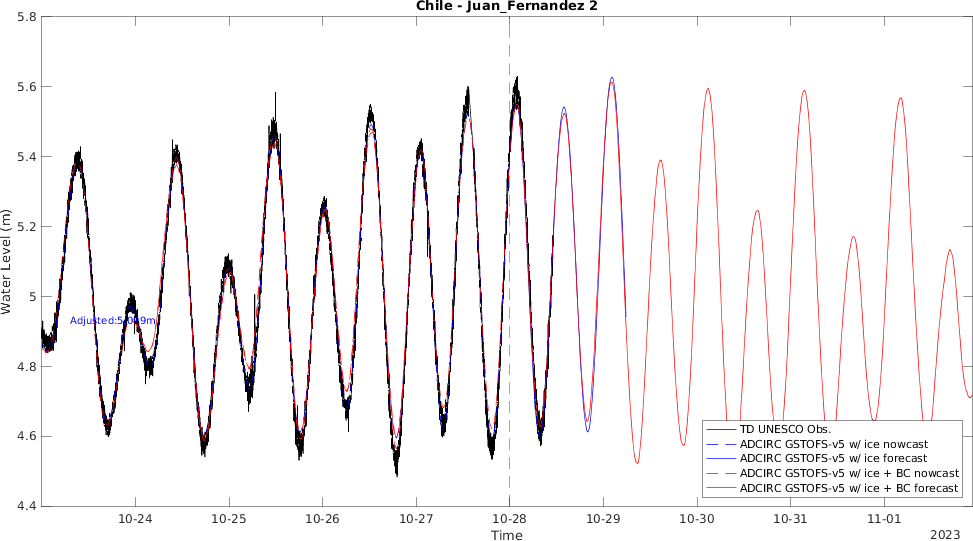 Chile - Juan_Fernandez 2
5.8
5.6
5.4
5.2
5
4.8
4.6
4.4
Water Level (m)
10-24
10-25
10-26
10-27
10-28
10-29
10-30
10-31
11-01
Time
2023
TD UNESCO Obs.
ADCIRC GSTOFS-v5 w/ ice nowcast
ADCIRC GSTOFS-v5 w/ ice forecast
ADCIRC GSTOFS-v5 w/ ice + BC nowcast
ADCIRC GSTOFS-v5 w/ ice + BC forecast